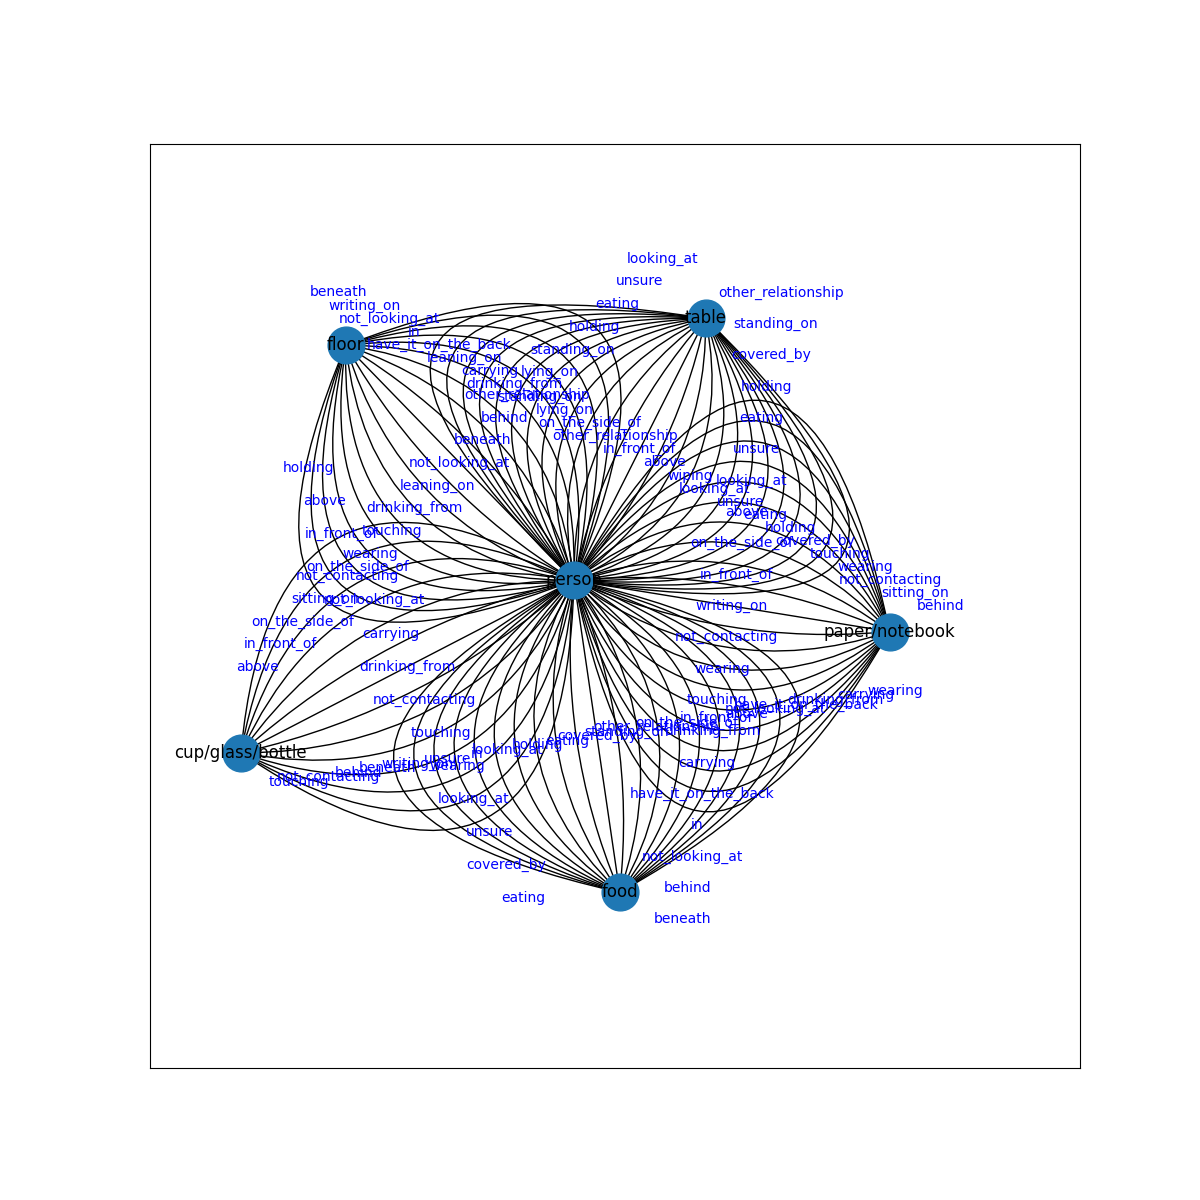 looking_at
unsure
beneath
other_relationship
writing_on
eating
table
not_looking_at
standing_on
holding
in
floor
have_it_on_the_back
standing_on
covered_by
leaning_on
carrying
lying_on
drinking_from
holding
other_relationship
standing_on
lying_on
behind
eating
on_the_side_of
other_relationship
beneath
in_front_of
unsure
not_looking_at
above
holding
wiping
looking_at
leaning_on
looking_at
above
unsure
drinking_from
above
eating
holding
touching
in_front_of
on_the_side_of
covered_by
wearing
touching
on_the_side_of
wearing
not_contacting
in_front_of
not_contacting
perso
sitting_on
not_looking_at
sitting_on
writing_on
behind
on_the_side_of
carrying
paper/notebook
not_contacting
in_front_of
above
drinking_from
wearing
wearing
carrying
not_contacting
touching
drinking_from
have_it_on_the_back
not_looking_at
above
in_front_of
on_the_side_of
other_relationship
standing_on
drinking_from
touching
covered_by
eating
holding
looking_at
cup/glass/bottle
in
unsure
carrying
writing_on
wearing
beneath
behind
not_contacting
touching
have_it_on_the_back
looking_at
in
unsure
not_looking_at
covered_by
behind
food
eating
beneath